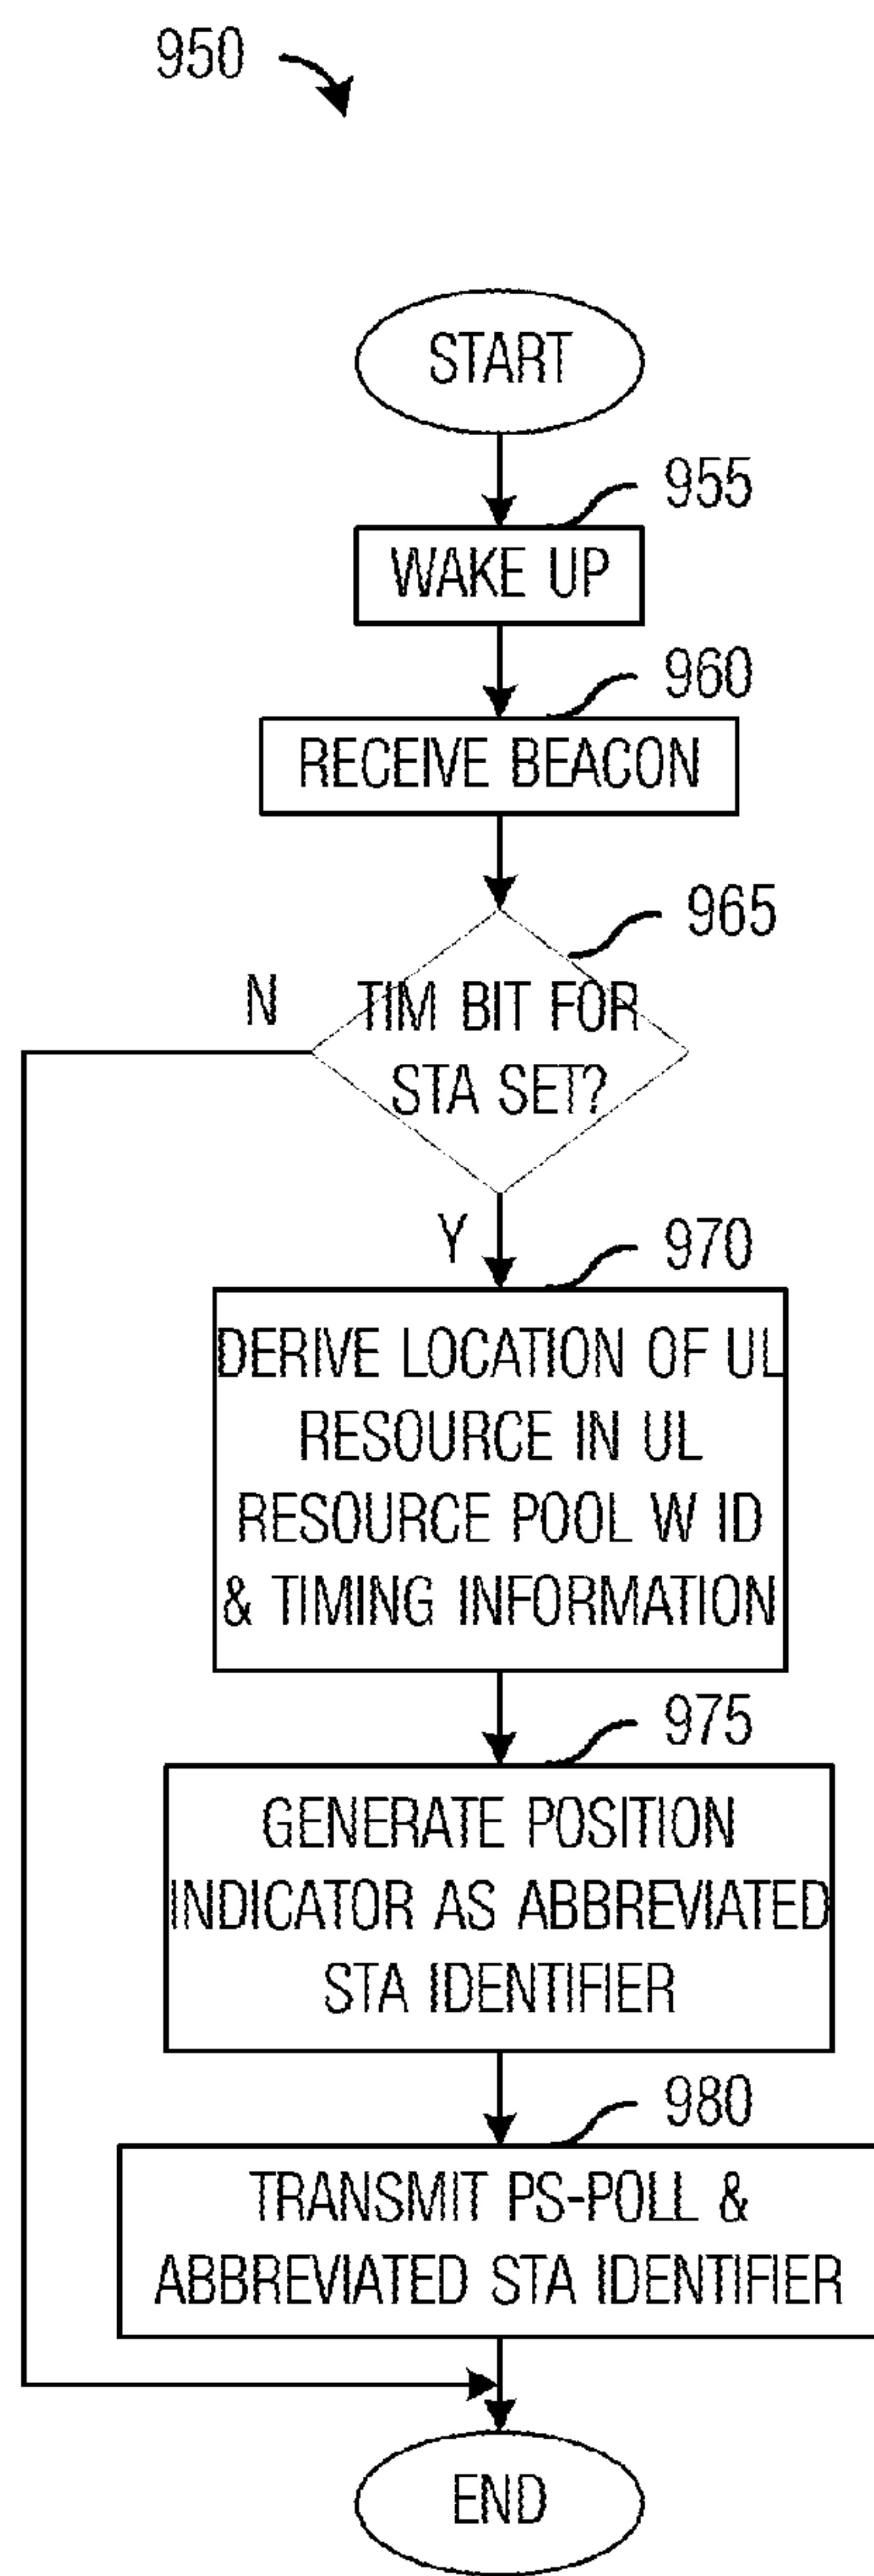 950
START
955
WAKE UP
960
RECEIVE BEACON
965
N
TIM BIT FOR
STA SET?
Y
970
DERIVE LOCATION OF UL
RESOURCE IN UL
RESOURCE POOL W ID
& TIMING INFORMATION
975
GENERATE POSITION
INDICATOR AS ABBREVIATED
STA IDENTIFIER
980
TRANSMIT PS-POLL &
ABBREVIATED STA IDENTIFIER
END